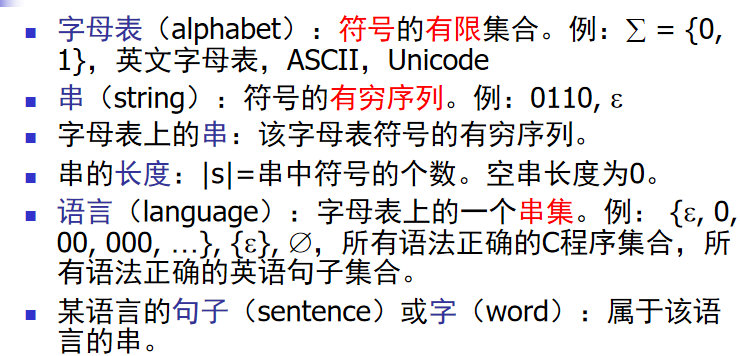 字母表（alphabet）：符号的有限集合。例：∑ = {0,
1}，英文字母表，ASCII，Unicode
串（string）：符号的有穷序列。例：0110, ε
字母表上的串：该字母表符号的有穷序列。
串的长度：|s|=串中符号的个数。空串长度为0。
语言（language）：字母表上的一个串集。例： {ε, 0,
00, 000, …}, {ε}, ∅，所有语法正确的C程序集合，所
有语法正确的英语句子集合。
某语言的句子（sentence）或字（word）：属于该语
言的串。